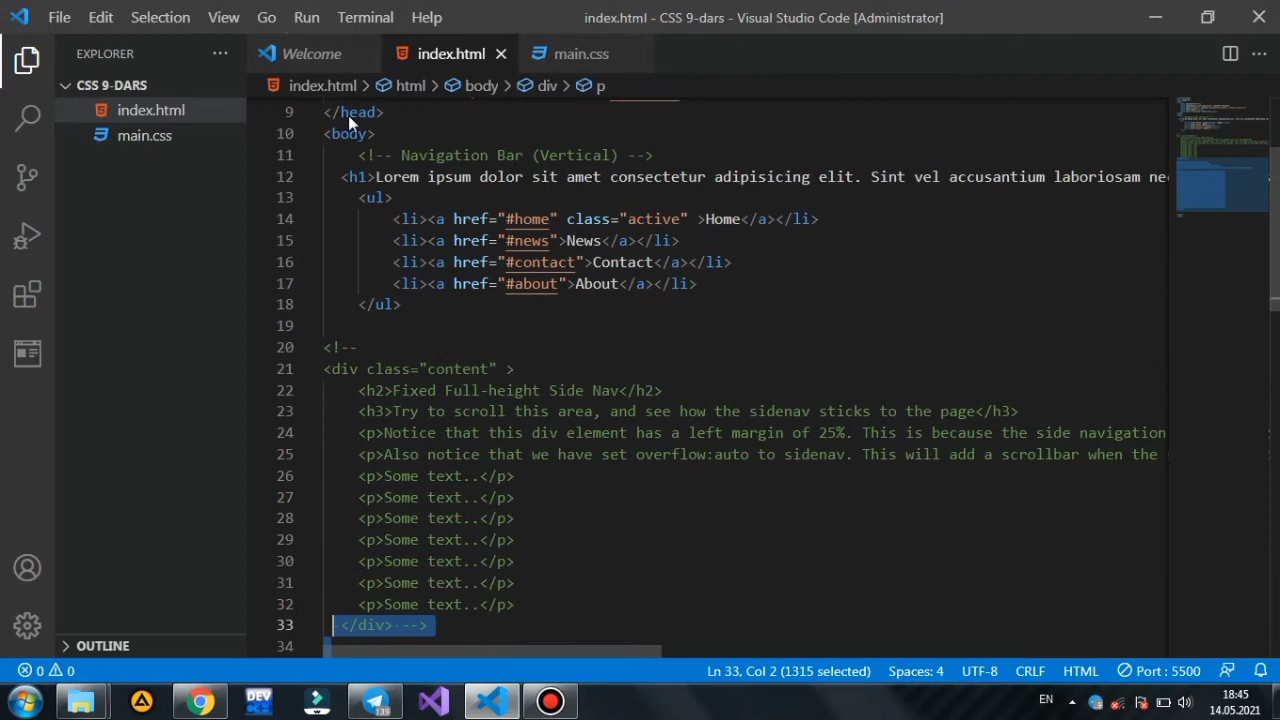 File Edit Selection View Go Run Terminal Help index.html - CSS 9-dars - Visual Studio Code [Administrator]
EXPLORER ··· Welcome index.html main.css ···
CSS 9-DARS
index.html > html > body > div > p
index.html
main.css
9 </head>
10 <body>
11 <!-- Navigation Bar (Vertical) -->
12 <h1>Lorem ipsum dolor sit amet consectetur adipisicing elit. Sint vel accusantium laboriosam ne
13 <ul>
14 <li><a href="#home" class="active" >Home</a></li>
15 <li><a href="#news">News</a></li>
16 <li><a href="#contact">Contact</a></li>
17 <li><a href="#about">About</a></li>
18 </ul>
19
20 <!--
21 <div class="content" >
22 <h2>Fixed Full-height Side Nav</h2>
23 <h3>Try to scroll this area, and see how the sidenav sticks to the page</h3>
24 <p>Notice that this div element has a left margin of 25%. This is because the side navigation
25 <p>Also notice that we have set overflow:auto to sidenav. This will add a scrollbar when the
26 <p>Some text..</p>
27 <p>Some text..</p>
28 <p>Some text..</p>
29 <p>Some text..</p>
30 <p>Some text..</p>
31 <p>Some text..</p>
32 <p>Some text..</p>
33 </div> -->
34
OUTLINE
0 0 Ln 33, Col 2 (1315 selected) Spaces: 4 UTF-8 CRLF HTML Port : 5500
DEV
139
EN
18:45
14.05.2021